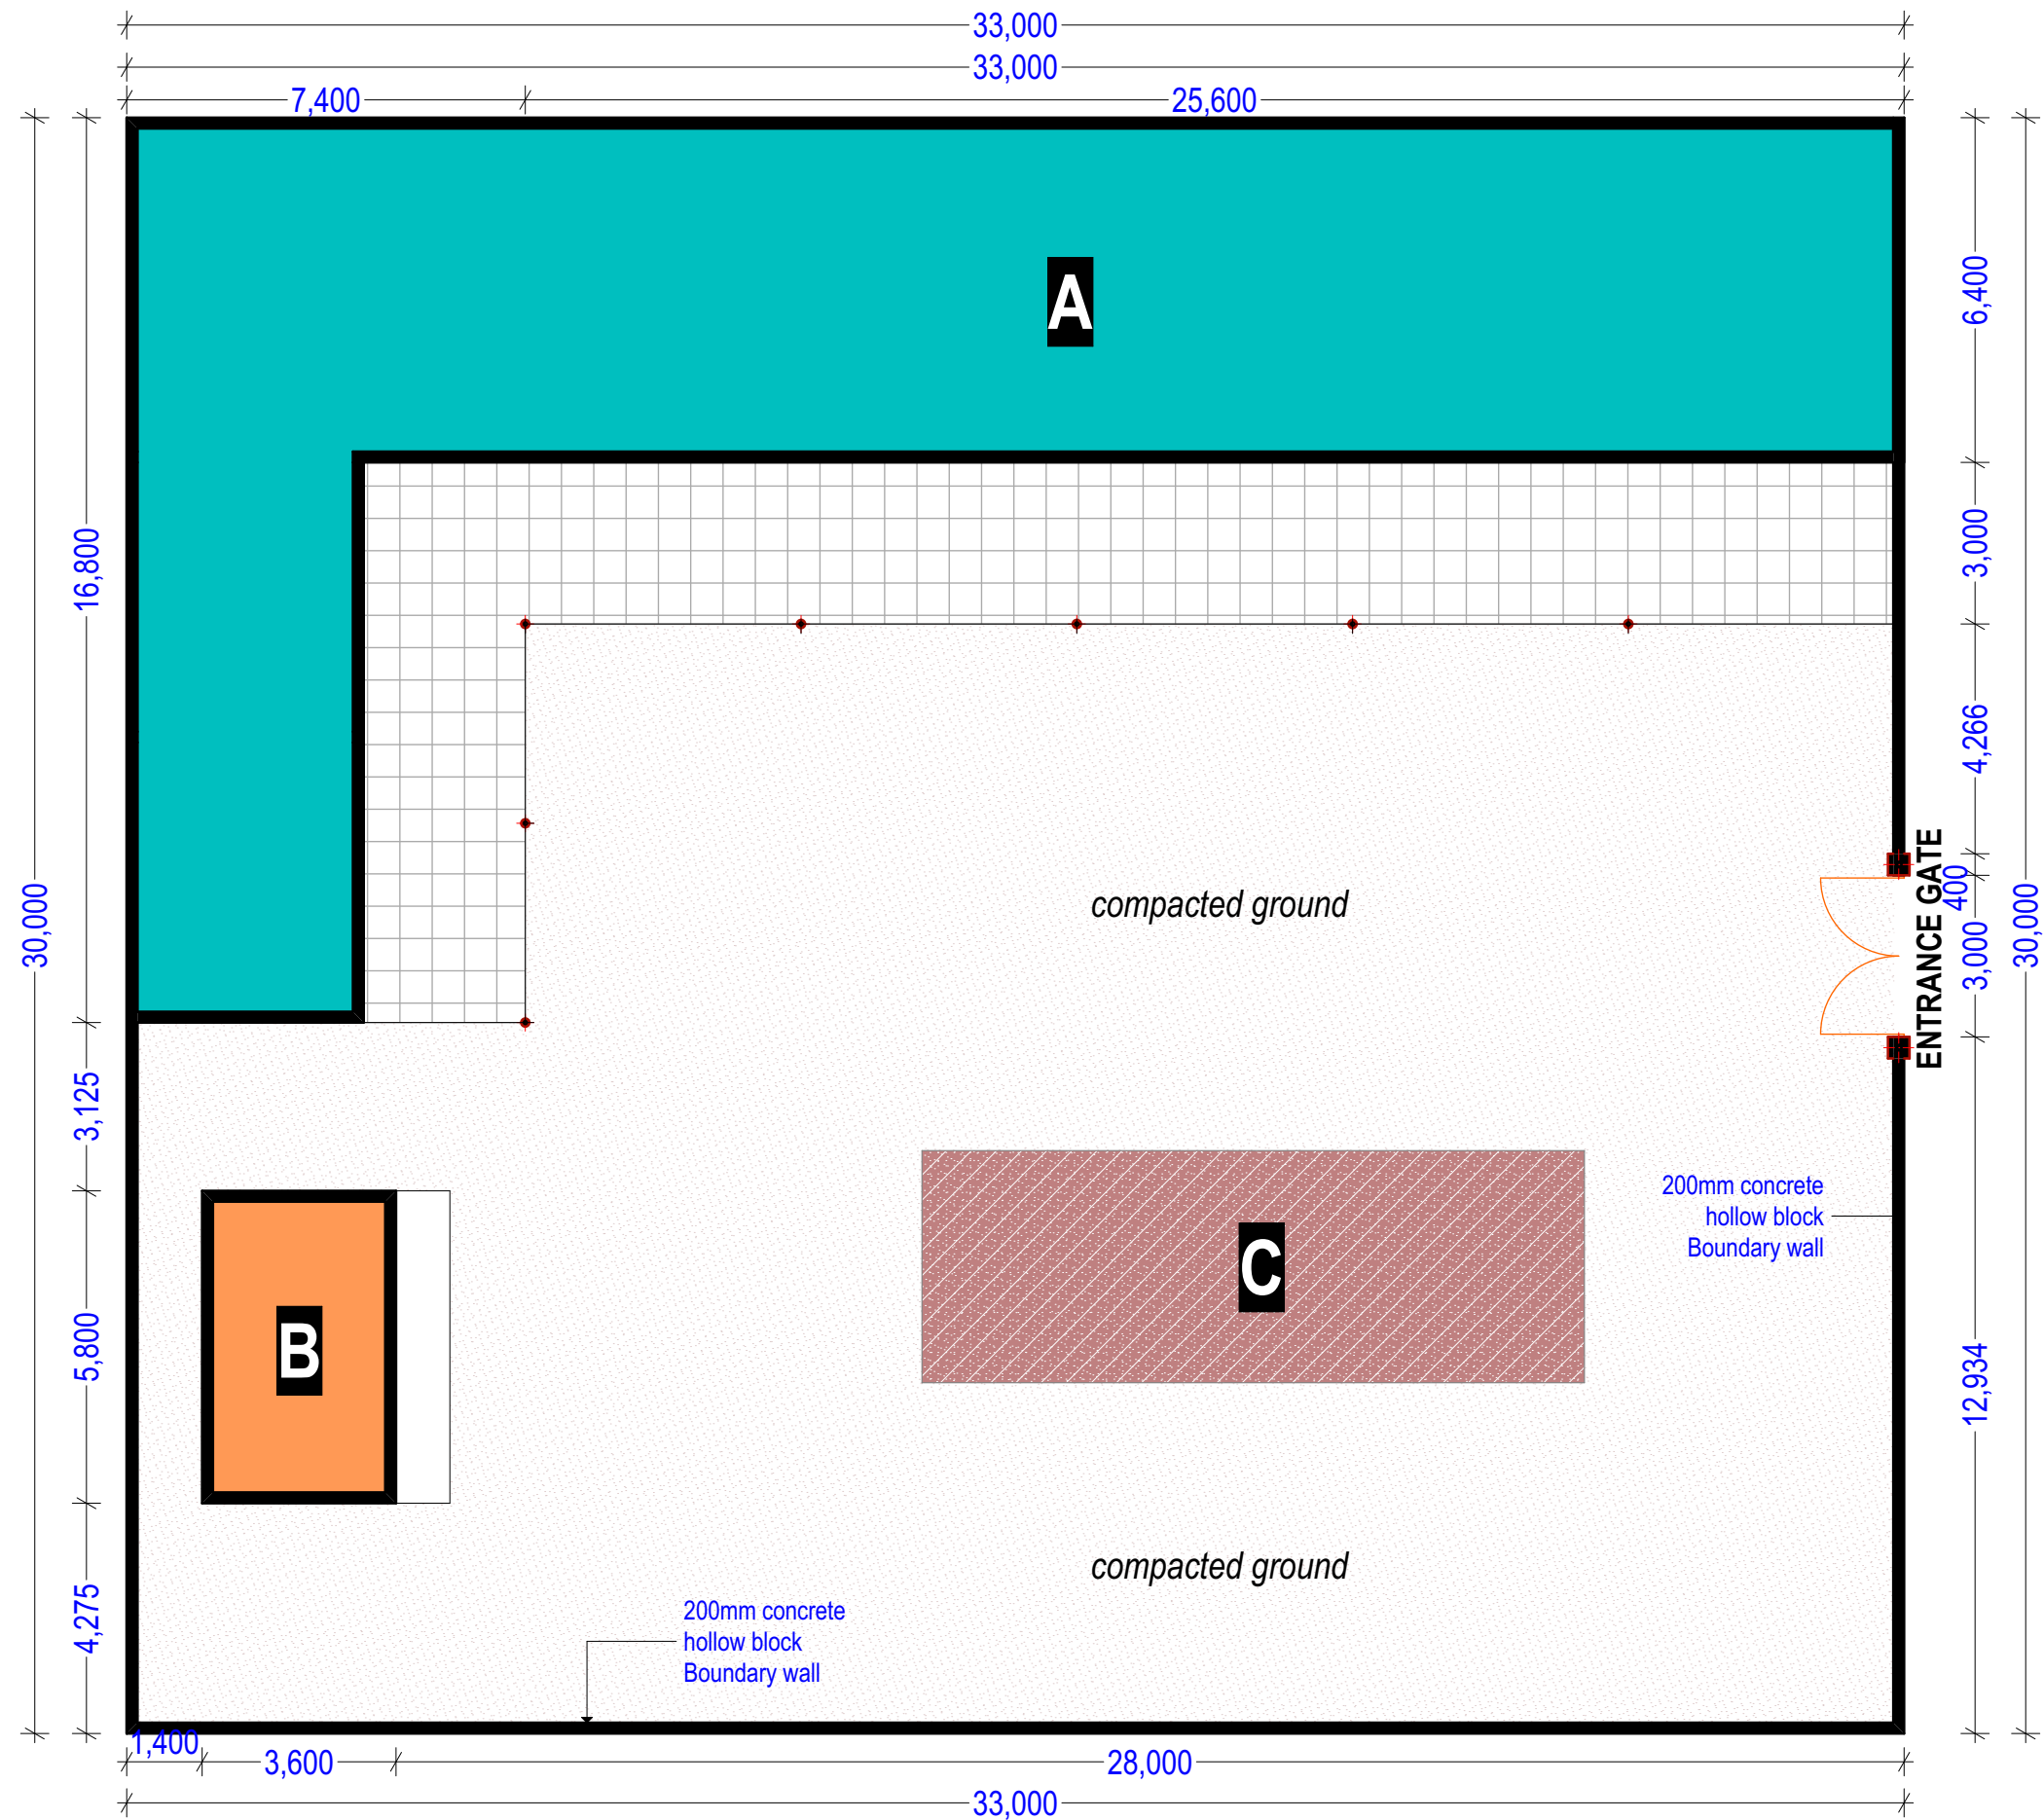 33,000
33,000
7,400
25,600
A
6,400
16,800
3,000
4,266
ENTRANCE GATE
400
3,000
30,000
30,000
compacted ground
3,125
200mm concrete
hollow block
Boundary wall
C
B
5,800
12,934
compacted ground
200mm concrete
hollow block
Boundary wall
4,275
1,400
3,600
28,000
33,000